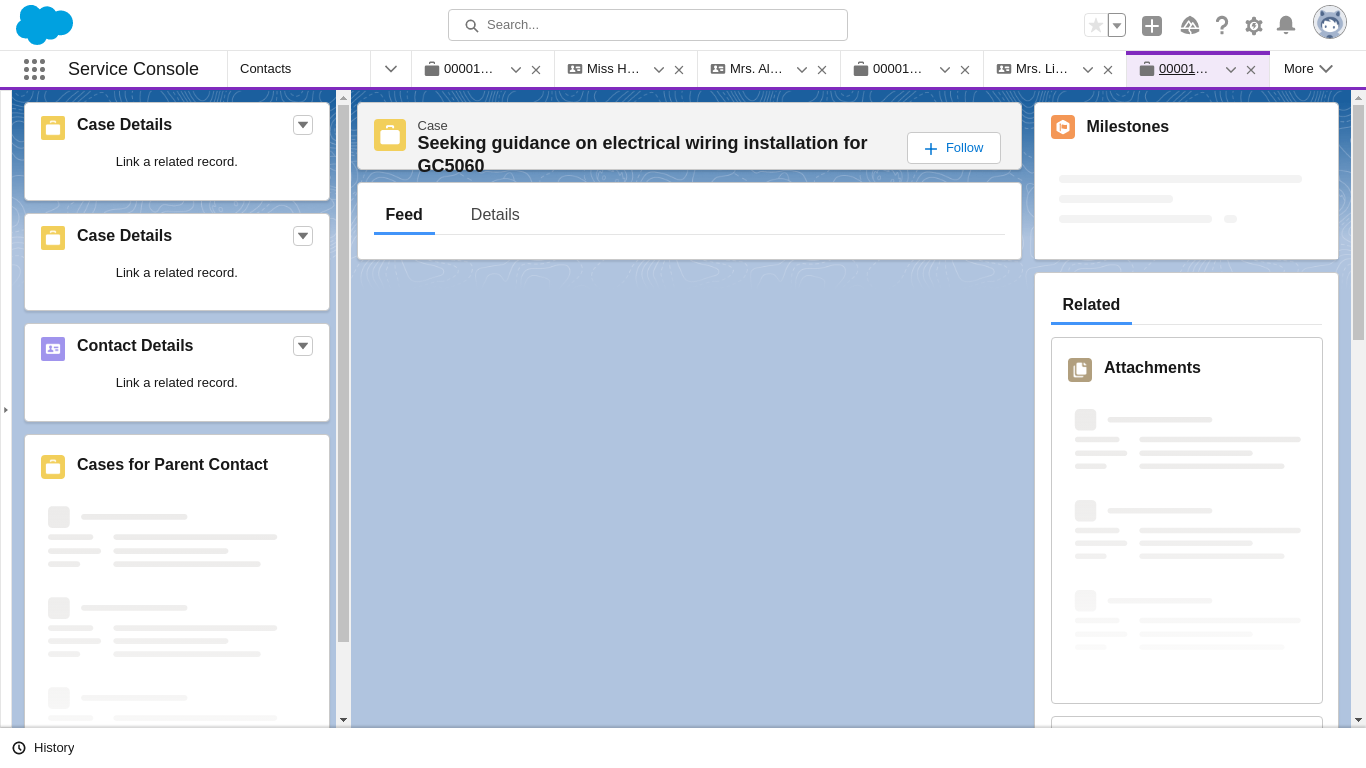 Search...
Service Console
Contacts
00001...
Miss H...
Mrs. Al...
00001...
Mrs. Li...
00001...
More
Case Details
Link a related record.
Case Details
Link a related record.
Contact Details
Link a related record.
Cases for Parent Contact
Case
Seeking guidance on electrical wiring installation for
GC5060
Follow
Feed
Details
Milestones
Related
Attachments
History